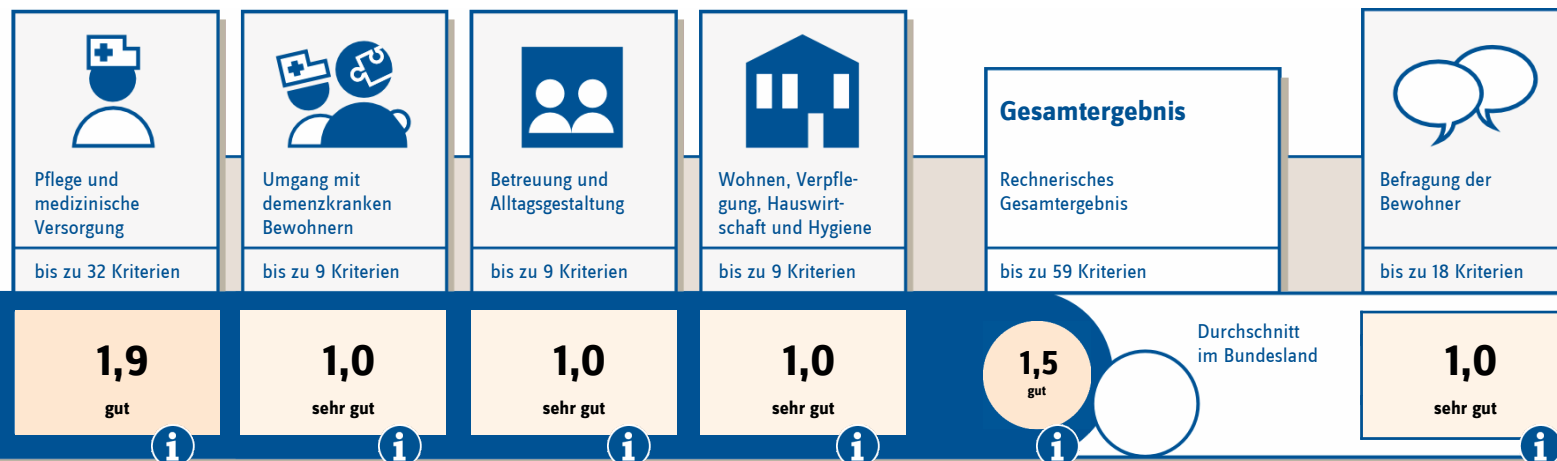 Pflege und
medizinische
Versorgung
bis zu 32 Kriterien
1,9
gut
i
Umgang mit
demenzkranken
Bewohnern
bis zu 9 Kriterien
1,0
sehr gut
i
Betreuung und
Alltagsgestaltung
bis zu 9 Kriterien
1,0
sehr gut
i
Wohnen, Verpfle-
gung, Hauswirt-
schaft und Hygiene
bis zu 9 Kriterien
1,0
sehr gut
i
Gesamtergebnis
Rechnerisches
Gesamtergebnis
bis zu 59 Kriterien
1,5
gut
i
Durchschnitt
im Bundesland
Befragung der
Bewohner
bis zu 18 Kriterien
1,0
sehr gut
i